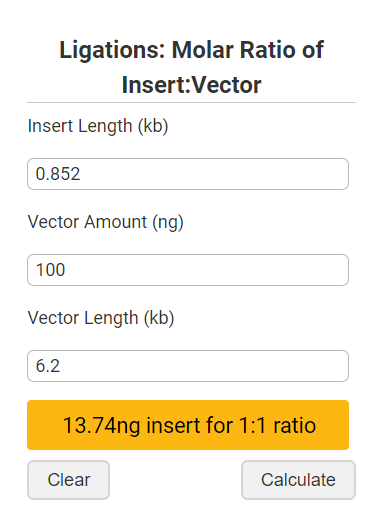 Ligations: Molar Ratio of
Insert:Vector
Insert Length (kb)
0.852
Vector Amount (ng)
100
Vector Length (kb)
6.2
13.74ng insert for 1:1 ratio
Clear
Calculate